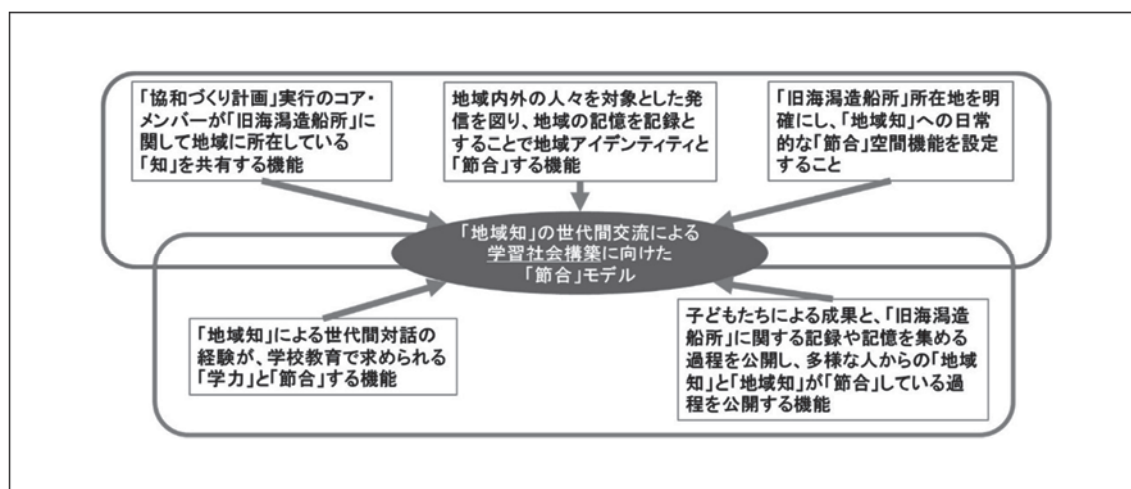 「協和づくり計画」実行のコア・
メンバーが「旧海潟造船所」に
関して地域に所在している
「知」を共有する機能
地域内外の人々を対象とした発
信を図り、地域の記憶を記録と
することで地域アイデンティティと
「節合」する機能
「旧海潟造船所」所在地を明
確にし、「地域知」への日常
的な「節合」空間機能を設定
すること
「地域知」の世代間交流による
学習社会構築に向けた
「節合」モデル
「地域知」による世代間対話の
経験が、学校教育で求められる
「学力」と「節合」する機能
子どもたちによる成果と、「旧海潟造
船所」に関する記録や記憶を集める
過程を公開し、多様な人からの「地域
知」と「地域知」が「節合」している過
程を公開する機能